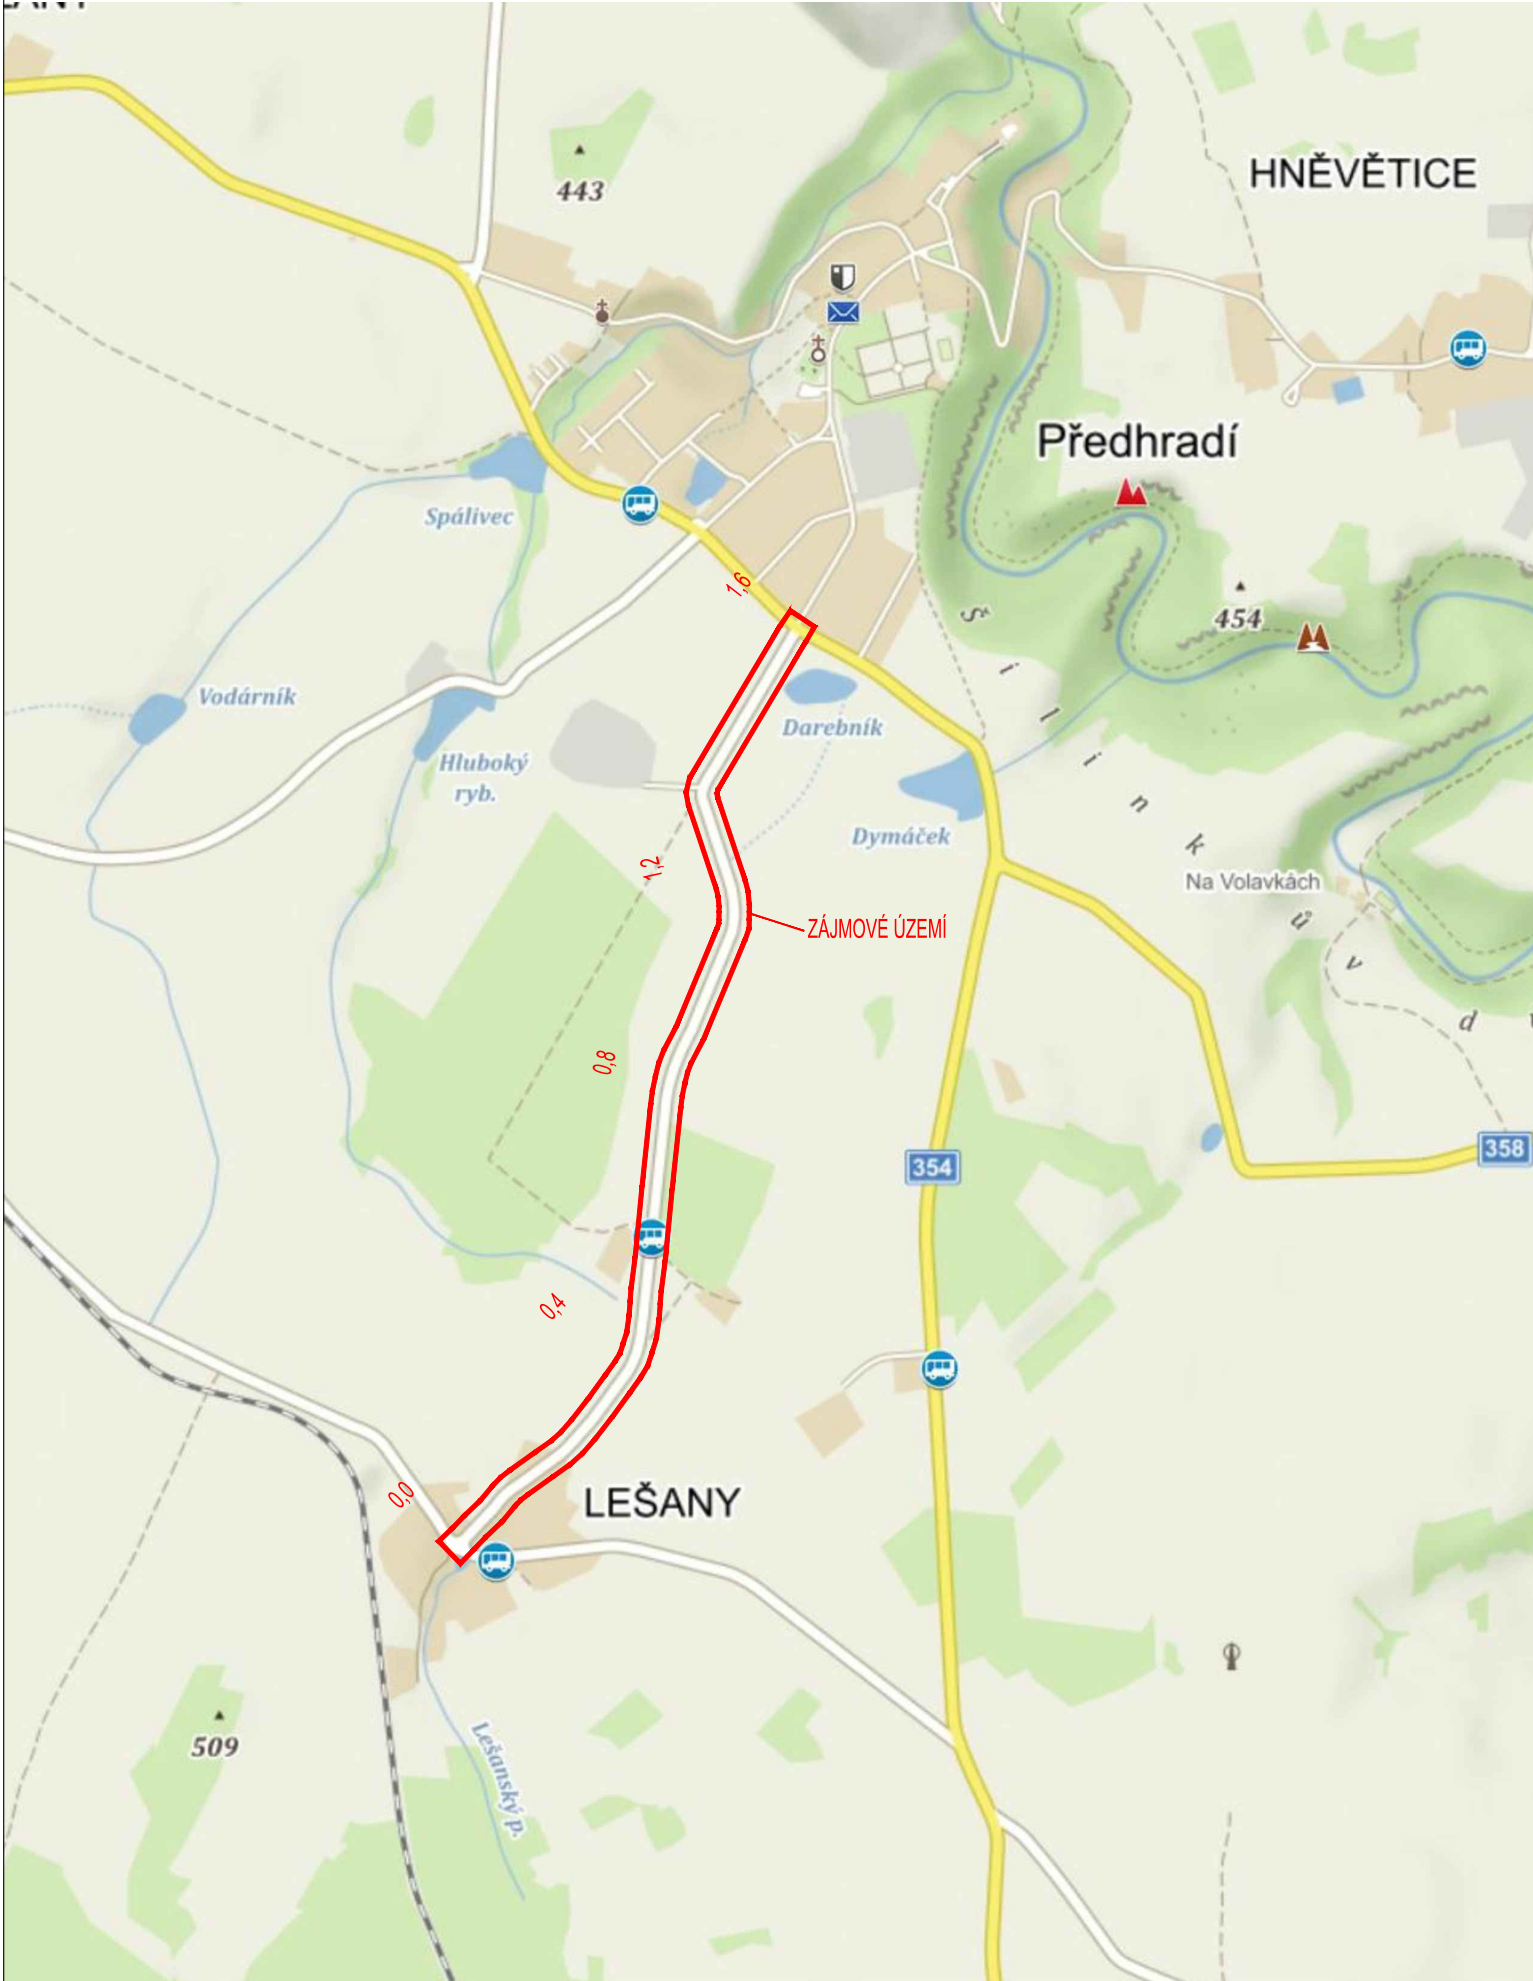 443
HNĚVĚTICE
Předhradí
Spálivec
1,6
454
Vodárník
Darebník
Hluboký
ryb.
Dymáček
1,2
Na Volavkách
ZÁJMOVÉ ÚZEMÍ
Šilinků v d
0,8
358
354
0,4
0,0
LEŠANY
509
Lešanský p.